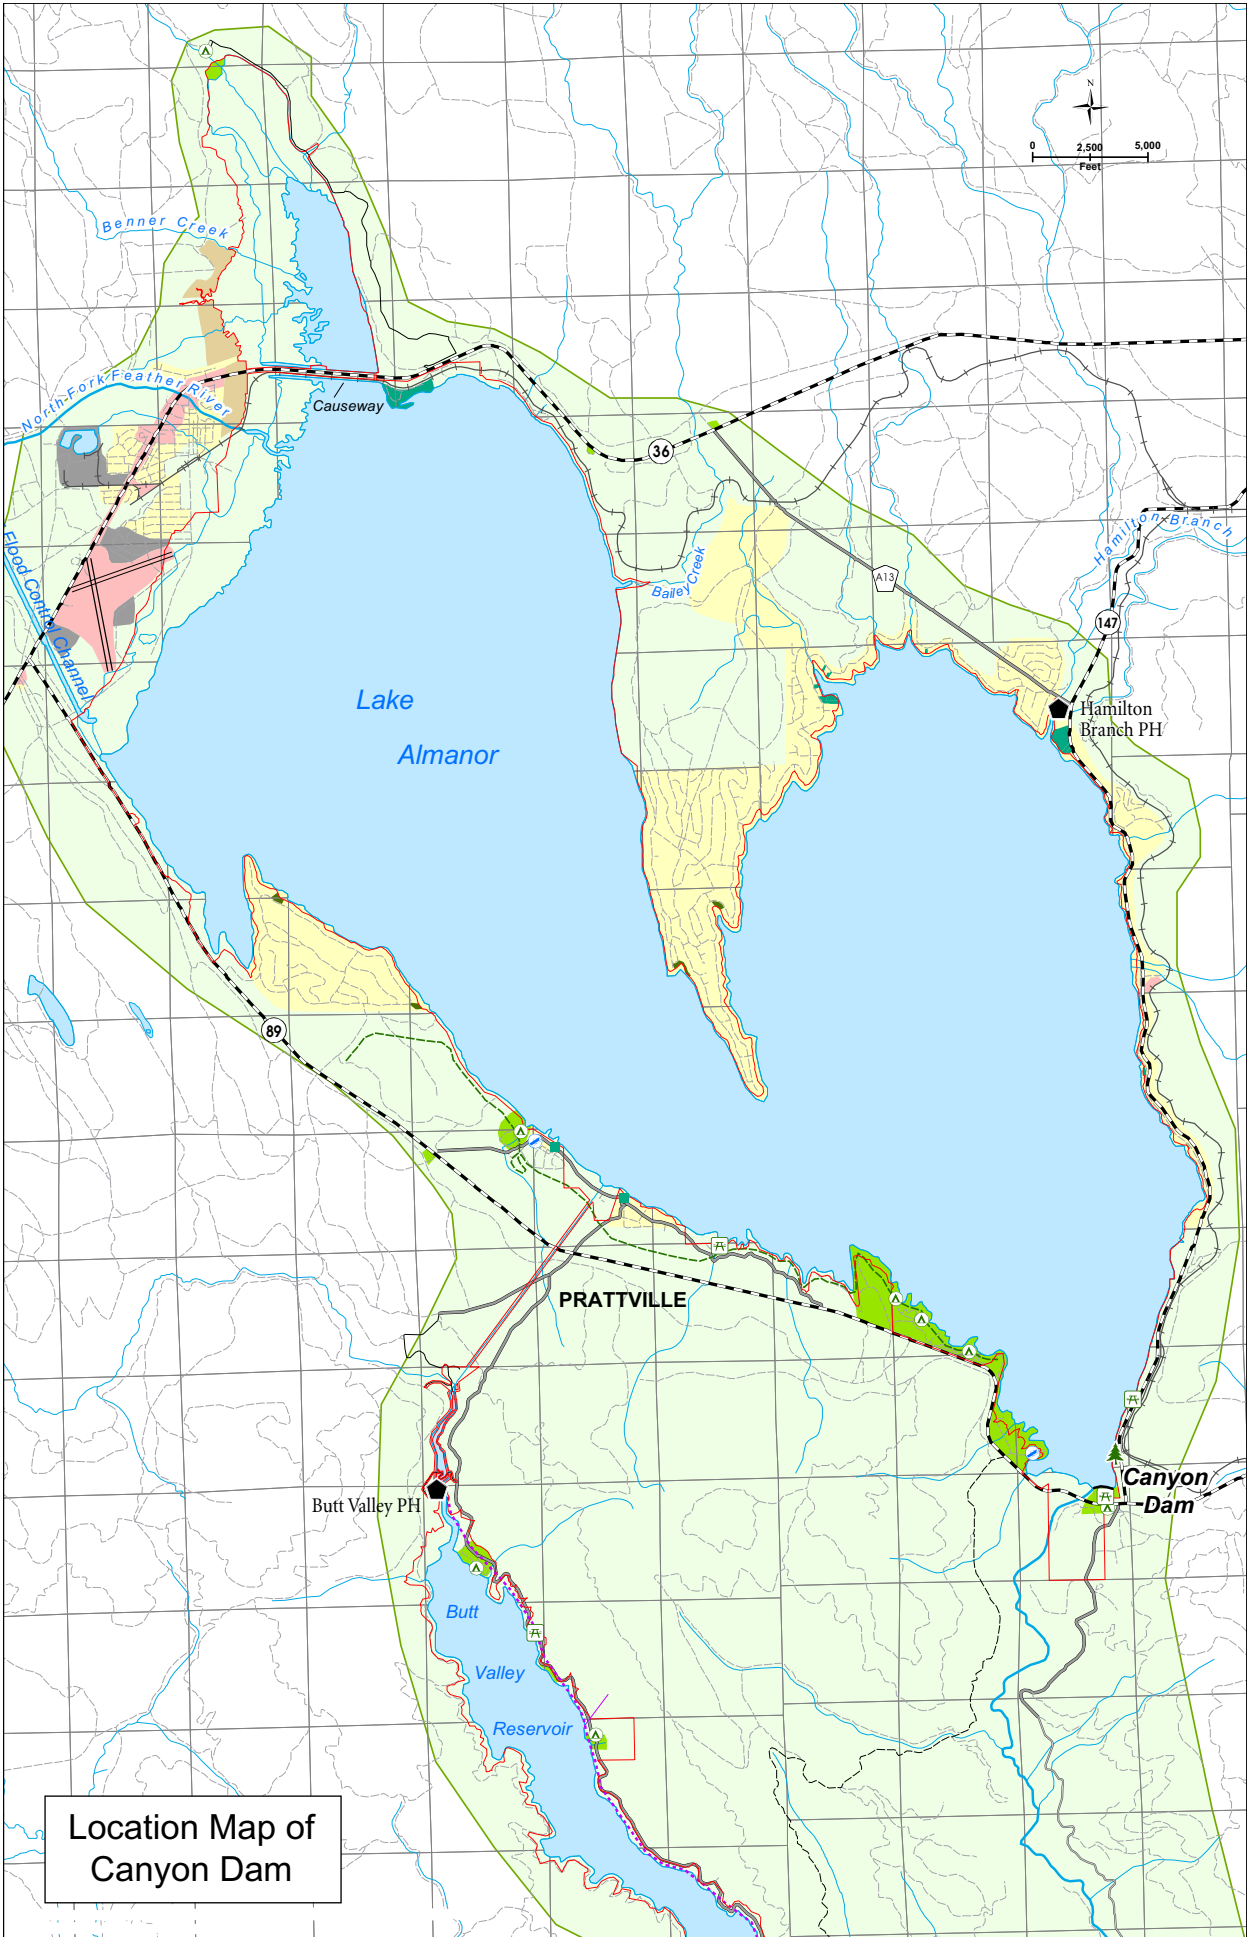 N
0 2,500 5,000
Feet
Benner Creek
North Fork Feather River
Causeway
36
Flood Control Channel
Bailey Creek
A13
Hamilton Branch
147
Lake
Almanor
Hamilton
Branch PH
89
PRATTVILLE
Canyon
Dam
Butt Valley PH
Butt
Valley
Reservoir
Location Map of
Canyon Dam